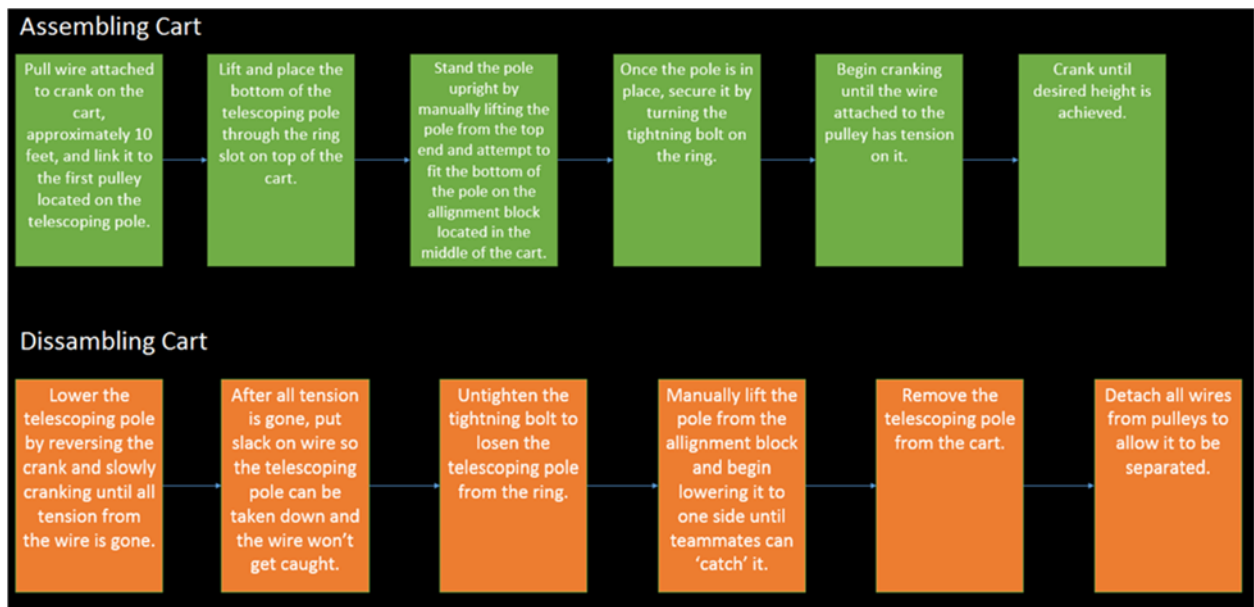 Assembling Cart
Pull wire attached
to crank on the
cart,
approximately 10
feet, and link it to
the first pulley
located on the
telescoping pole.
Lift and place the
bottom of the
telescoping pole
through the ring
slot on top of the
cart.
Stand the pole
upright by
manually lifting the
pole from the top
end and attempt to
fit the bottom of
the pole on the
allignment block
located in the
middle of the cart.
Once the pole is in
place, secure it by
turning the
tightning bolt on
the ring.
Begin cranking
until the wire
attached to the
pulley has tension
on it.
Crank until
desired height is
achieved.
Dissambling Cart
Lower the
telescoping pole
by reversing the
crank and slowly
cranking until all
tension from
the wire is gone.
After all tension
is gone, put
slack on wire so
the telescoping
pole can be
taken down and
the wire won't
get caught.
Untighten the
tightning bolt to
losen the
telescoping pole
from the ring.
Manually lift the
pole from the
allignment block
and begin
lowering it to
one side until
teammates can
‘catch’ it.
Remove the
telescoping pole
from the cart.
Detach all wires
from pulleys to
allow it to be
separated.